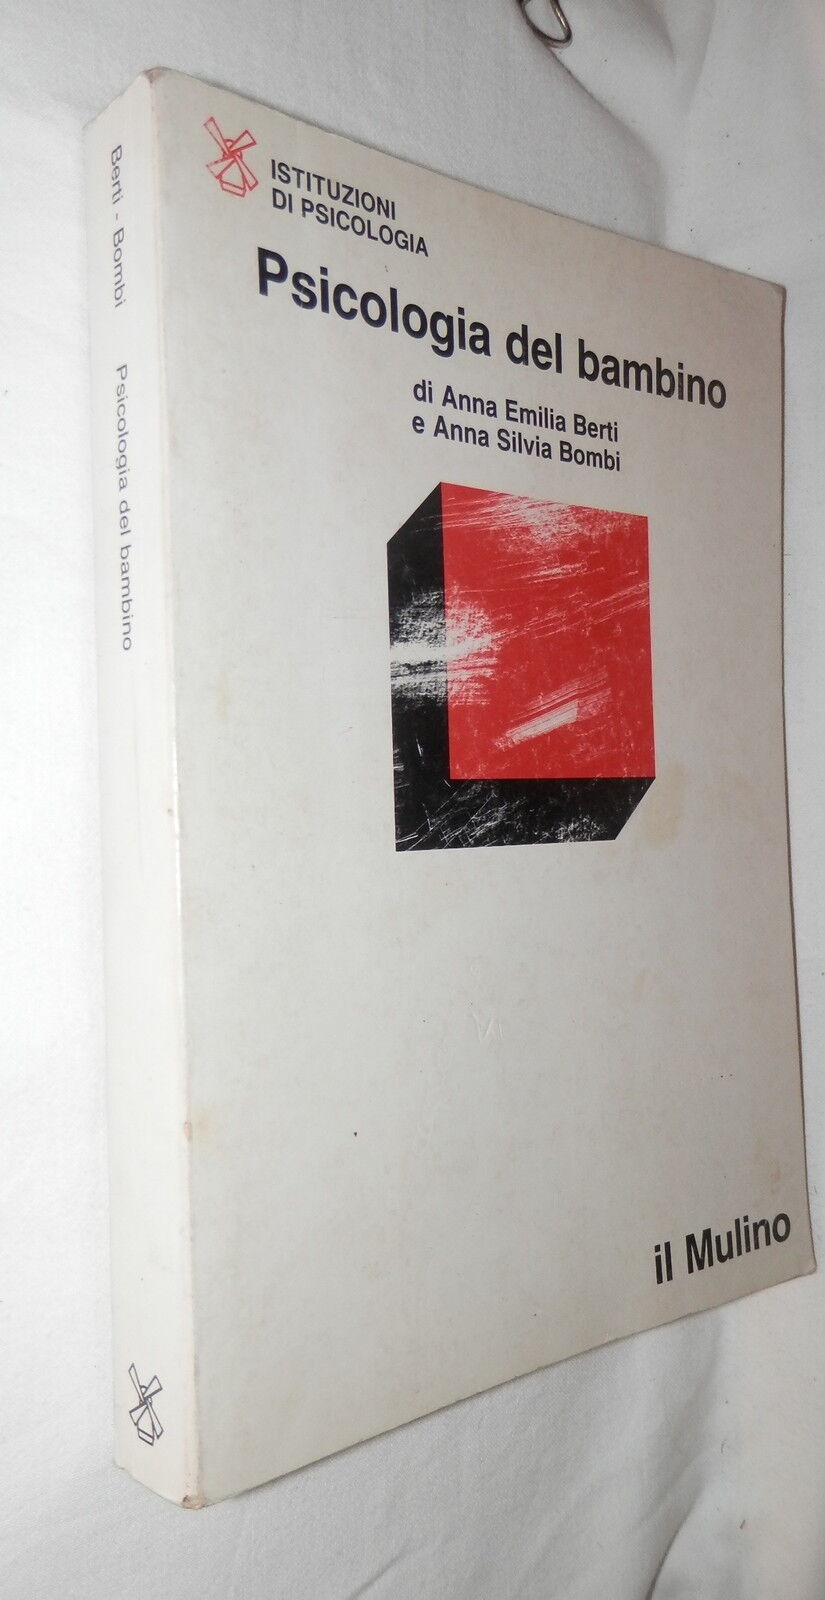 ISTITUZIONI
DI PSICOLOGIA
Psicologia del bambino
di Anna Emilia Berti
e Anna Silvia Bombi
il Mulino
Berti - Bombi Psicologia del bambino